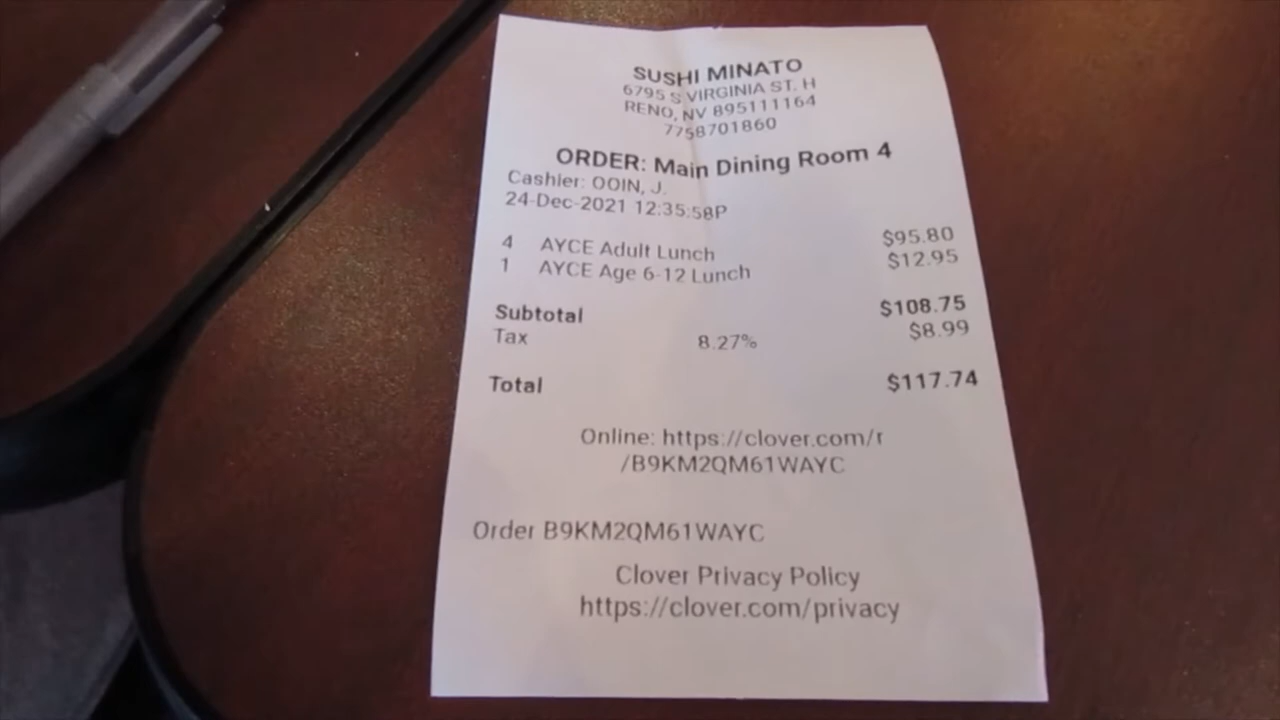 SUSHI MINATO
6795 S VIRGINIA ST. H
RENO, NV 895111164
7758701860
ORDER: Main Dining Room 4
Cashier: OOIN, J.
24-Dec-2021 12:35:58P
4 AYCE Adult Lunch $95.80
1 AYCE Age 6-12 Lunch $12.95
Subtotal $108.75
Tax 8.27% $8.99
Total $117.74
Online: https://clover.com/r
/B9KM2QM61WAYC
Order B9KM2QM61WAYC
Clover Privacy Policy
https://clover.com/privacy